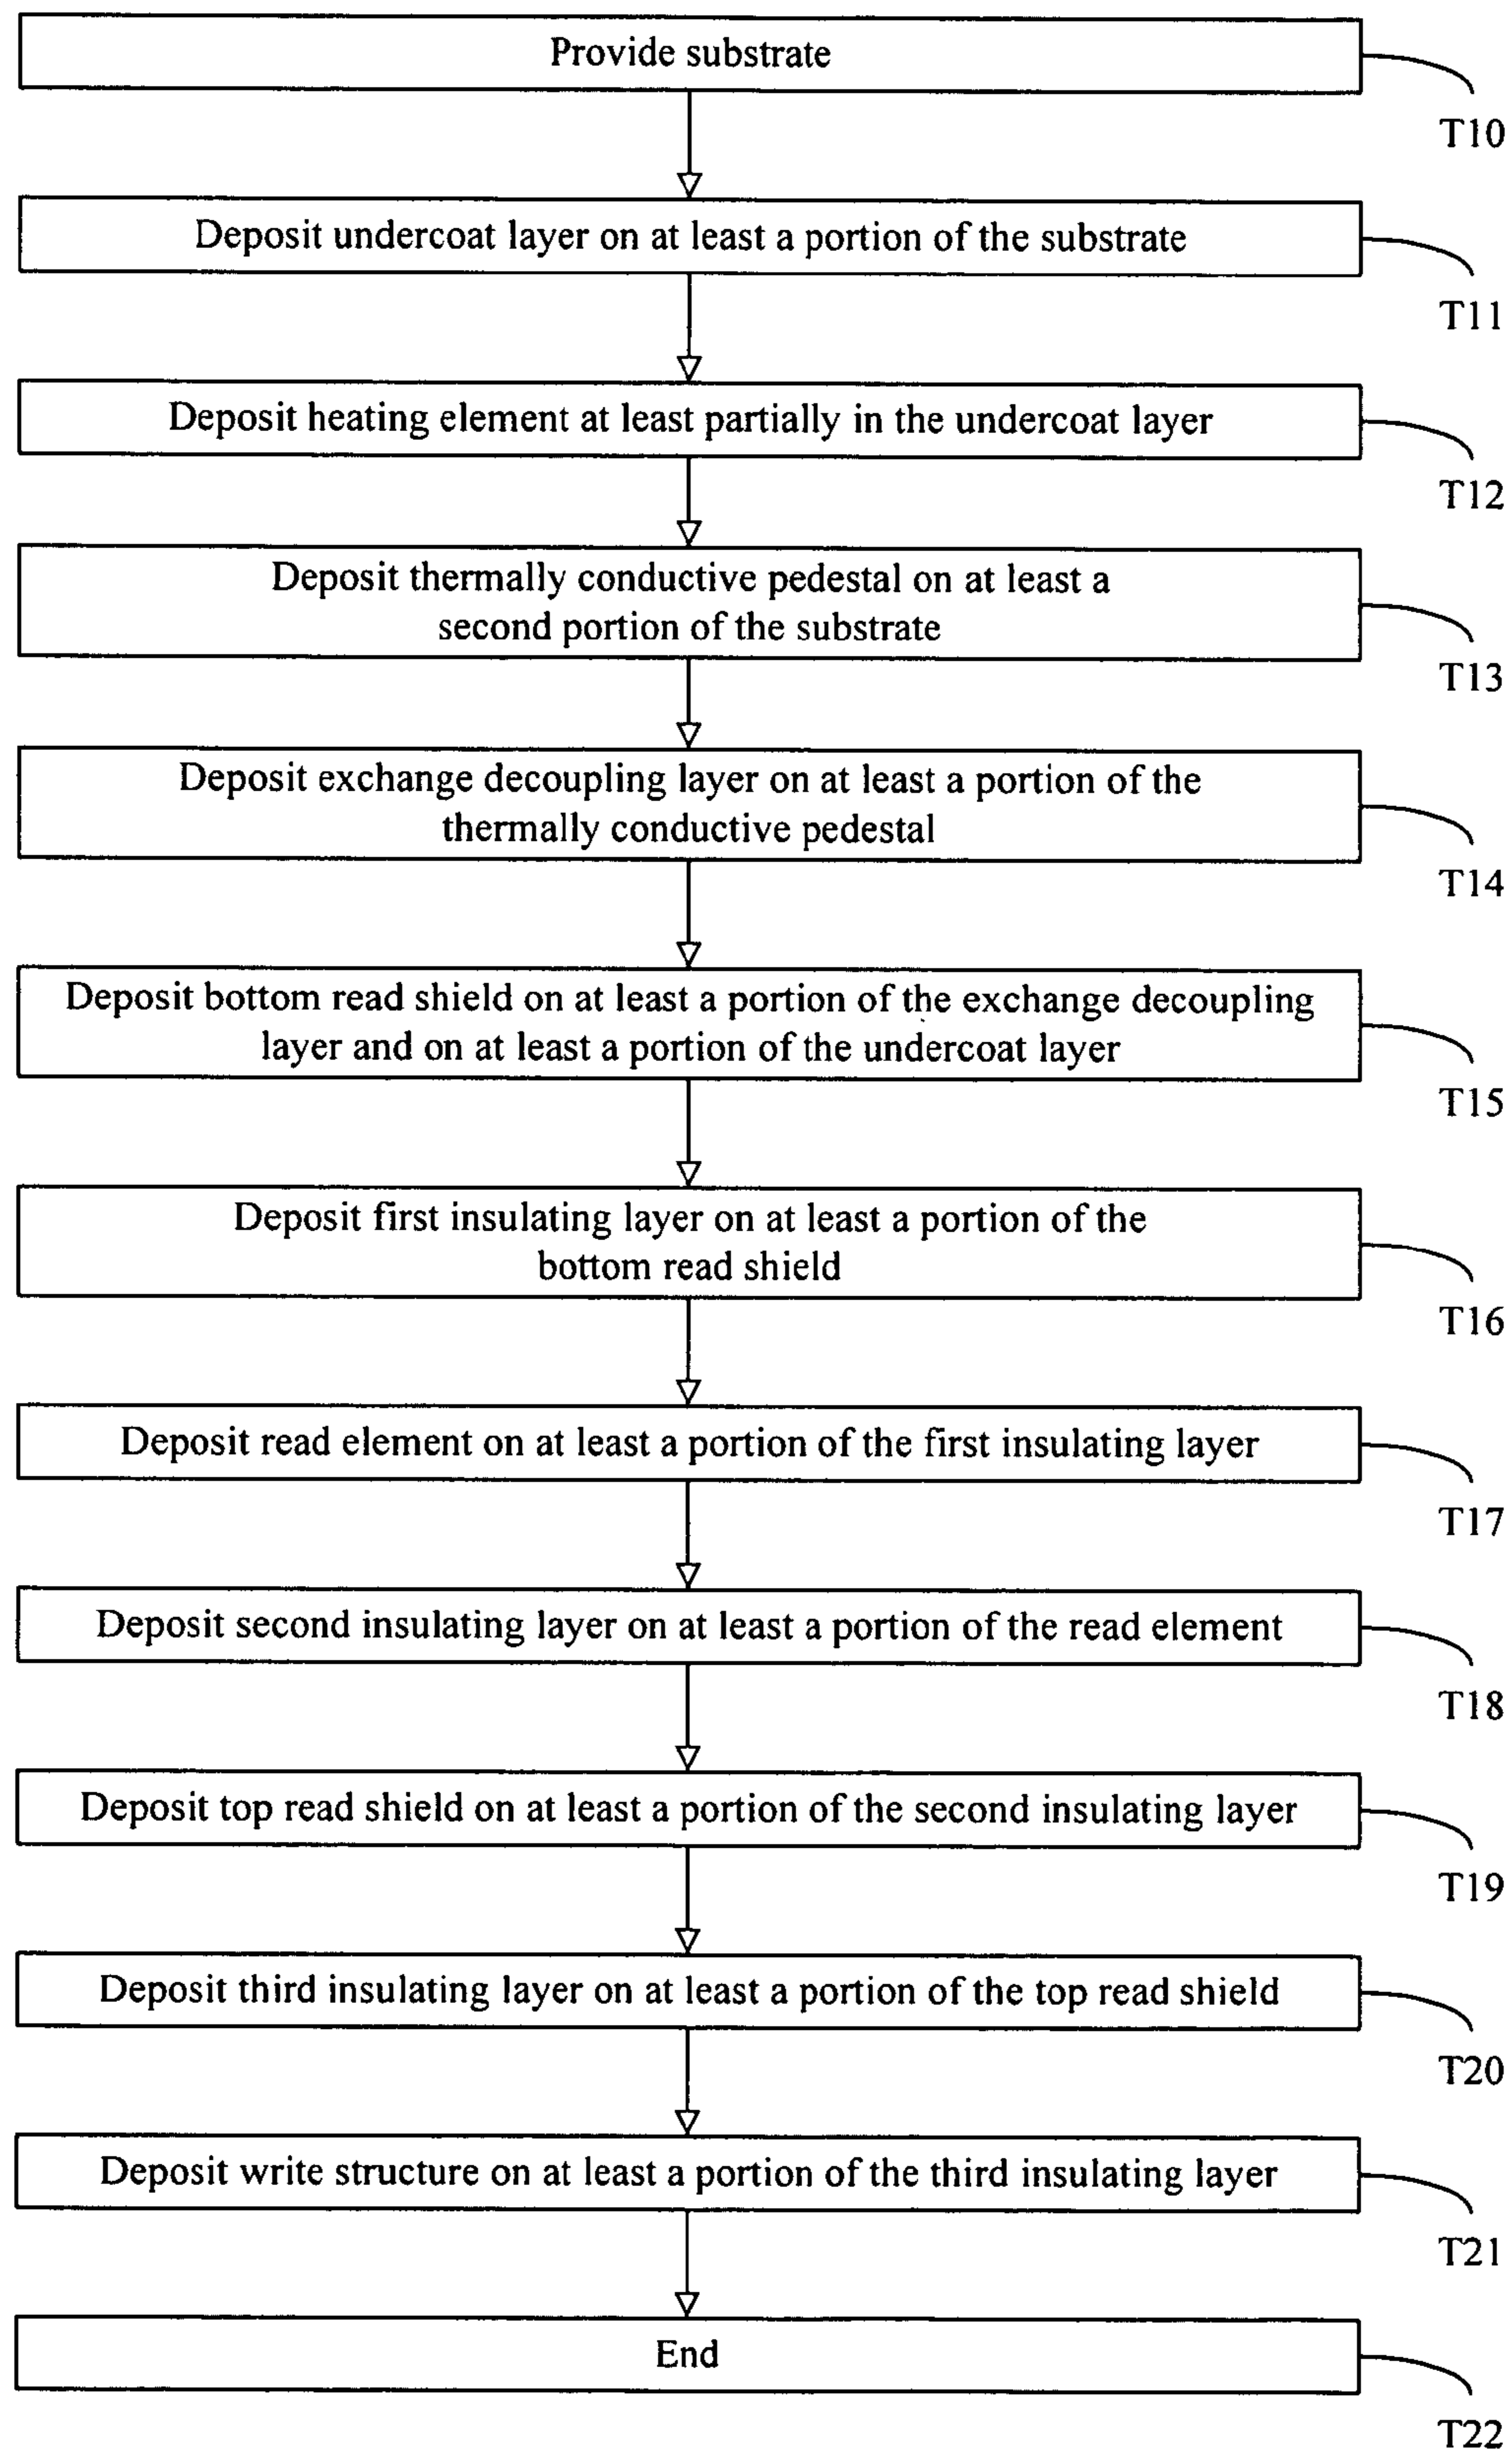 Provide substrate
T10
Deposit undercoat layer on at least a portion of the substrate
T11
Deposit heating element at least partially in the undercoat layer
T12
Deposit thermally conductive pedestal on at least a
second portion of the substrate
T13
Deposit exchange decoupling layer on at least a portion of the
thermally conductive pedestal
T14
Deposit bottom read shield on at least a portion of the exchange decoupling
layer and on at least a portion of the undercoat layer
T15
Deposit first insulating layer on at least a portion of the
bottom read shield
T16
Deposit read element on at least a portion of the first insulating layer
T17
Deposit second insulating layer on at least a portion of the read element
T18
Deposit top read shield on at least a portion of the second insulating layer
T19
Deposit third insulating layer on at least a portion of the top read shield
T20
Deposit write structure on at least a portion of the third insulating layer
T21
End
T22